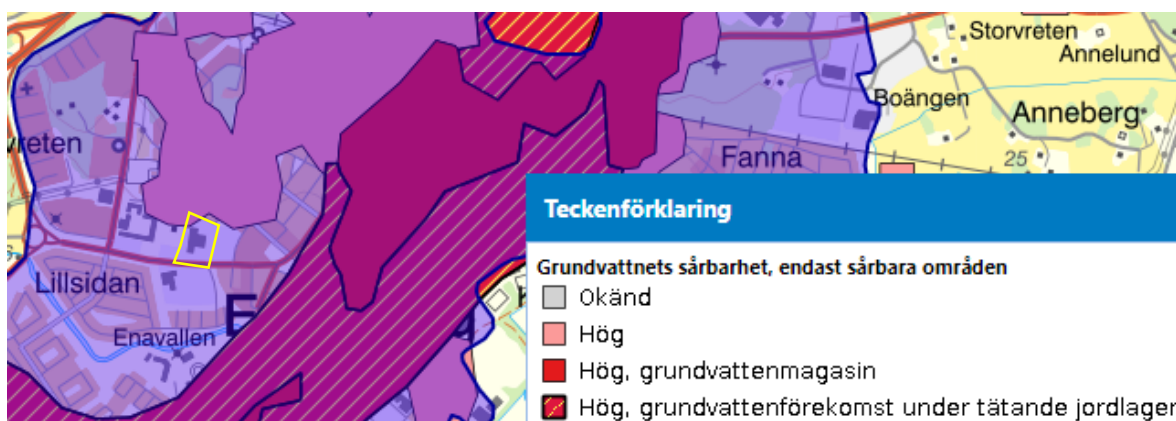 Storvreten
Annelund
Boängen
Anneberg
vreten
Fanna
25
Teckenförklaring
Grundvattnets sårbarhet, endast sårbara områden
Okänd
Lillsidan
E
Hög
Enavallen
Hög, grundvattenmagasin
Hög, grundvattenförekomst under tätande jordlager